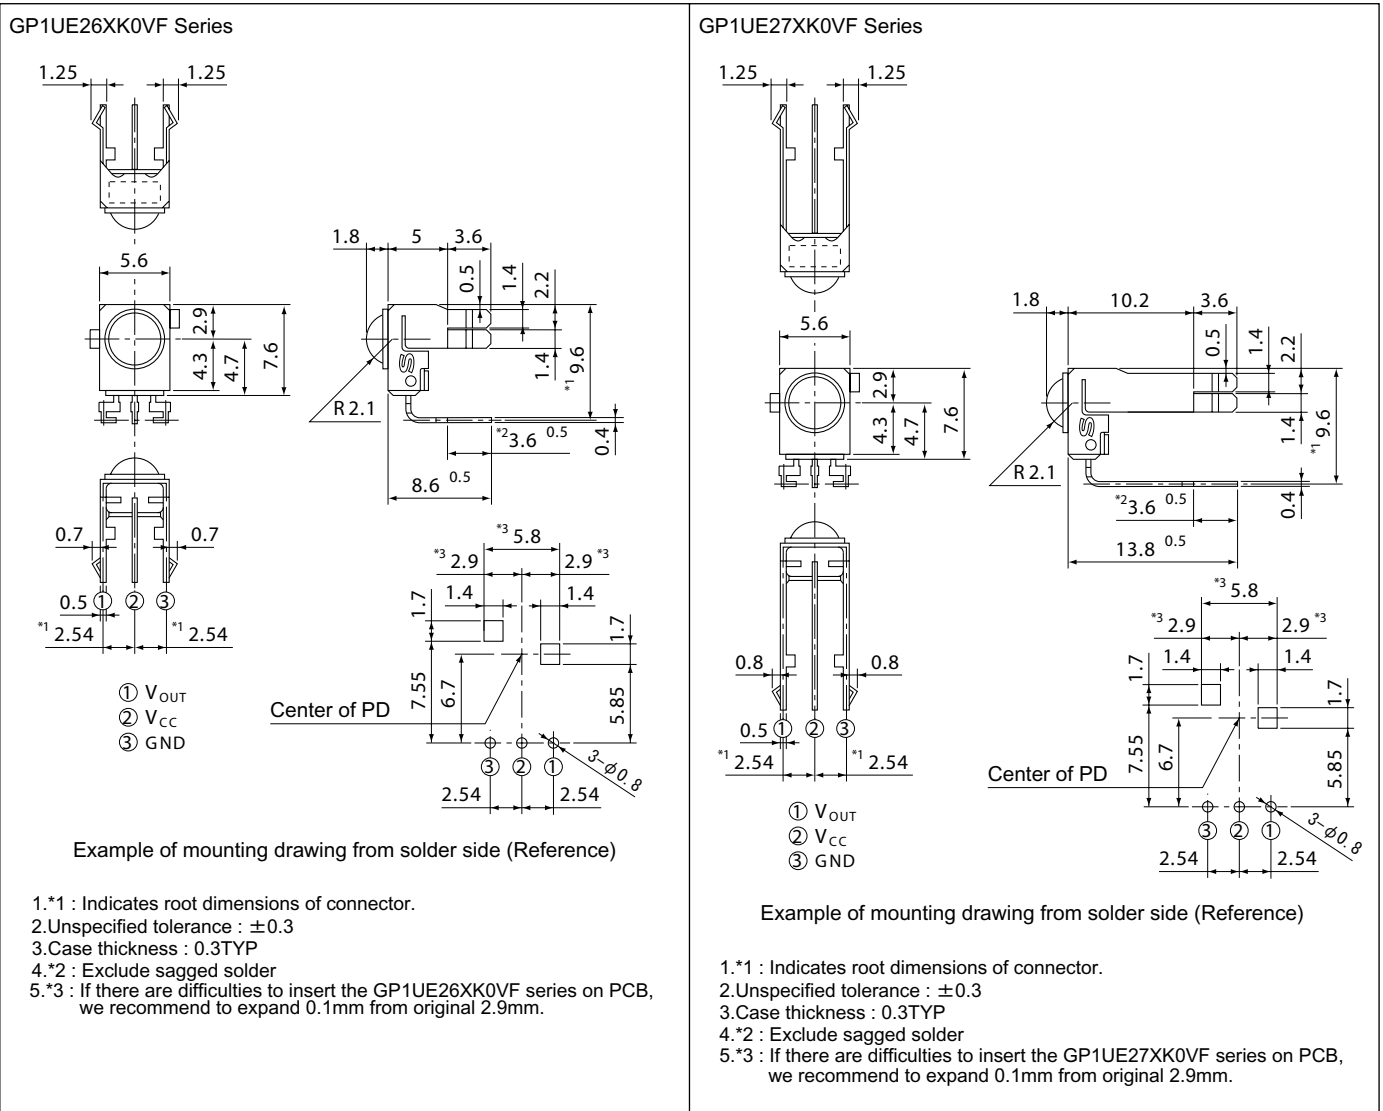 GP1UE26XK0VF Series
1.25
1.25
5.6
2.9
4.3
4.7
7.6
1.8
5
3.6
0.5
1.4
2.2
1.4
*1 9.6
R 2.1
*2 3.6 0.5
0.4
8.6 0.5
0.7
0.7
0.5
① ② ③
*1 2.54
*1 2.54
① VOUT
② VCC
③ GND
*3 5.8
*3 2.9
2.9 *3
1.4
1.4
1.7
1.7
7.55
6.7
5.85
Center of PD
③ ② ①
3-φ0.8
2.54
2.54
Example of mounting drawing from solder side (Reference)
1.*1 : Indicates root dimensions of connector.
2.Unspecified tolerance : ±0.3
3.Case thickness : 0.3TYP
4.*2 : Exclude sagged solder
5.*3 : If there are difficulties to insert the GP1UE26XK0VF series on PCB,
we recommend to expand 0.1mm from original 2.9mm.
GP1UE27XK0VF Series
1.25
1.25
5.6
2.9
4.3
4.7
7.6
1.8
10.2
3.6
0.5
1.4
2.2
1.4
*1 9.6
R 2.1
*2 3.6 0.5
0.4
13.8 0.5
0.8
0.8
0.5
① ② ③
*1 2.54
*1 2.54
① VOUT
② VCC
③ GND
*3 5.8
*3 2.9
2.9 *3
1.4
1.4
1.7
1.7
7.55
6.7
5.85
Center of PD
③ ② ①
3-φ0.8
2.54
2.54
Example of mounting drawing from solder side (Reference)
1.*1 : Indicates root dimensions of connector.
2.Unspecified tolerance : ±0.3
3.Case thickness : 0.3TYP
4.*2 : Exclude sagged solder
5.*3 : If there are difficulties to insert the GP1UE27XK0VF series on PCB,
we recommend to expand 0.1mm from original 2.9mm.